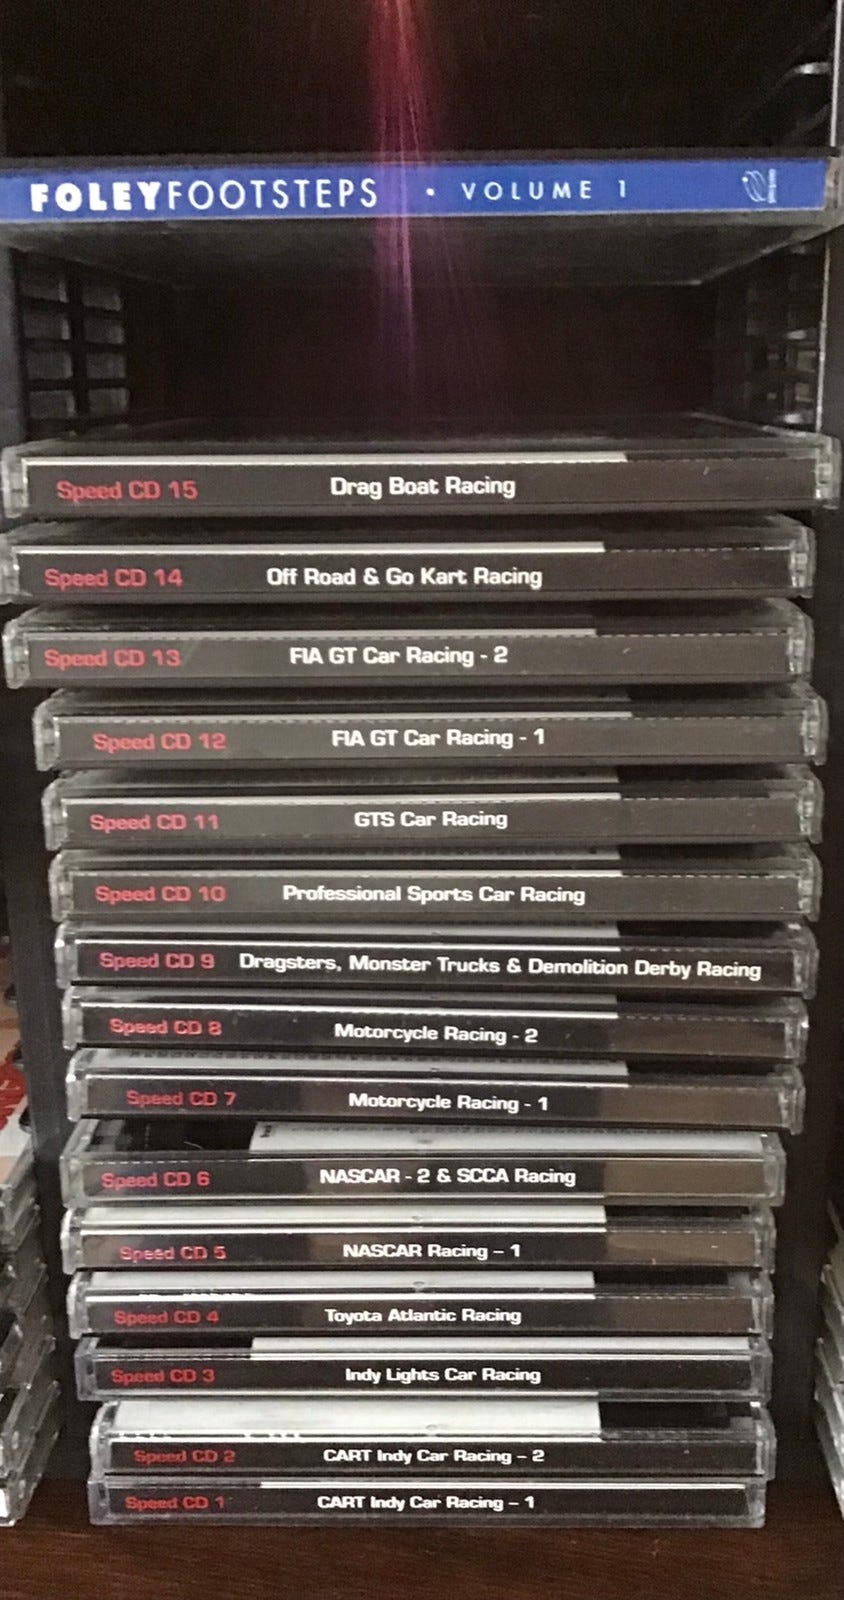 FOLEYFOOTSTEPS • VOLUME 1
Speed CD 15 Drag Boat Racing
Speed CD 14 Off Road & Go Kart Racing
Speed CD 13 FIA GT Car Racing - 2
Speed CD 12 FIA GT Car Racing - 1
Speed CD 11 GTS Car Racing
Speed CD 10 Professional Sports Car Racing
Speed CD 9 Dragsters, Monster Trucks & Demolition Derby Racing
Speed CD 8 Motorcycle Racing - 2
Speed CD 7 Motorcycle Racing - 1
Speed CD 6 NASCAR - 2 & SCCA Racing
Speed CD 5 NASCAR Racing – 1
Speed CD 4 Toyota Atlantic Racing
Speed CD 3 Indy Lights Car Racing
Speed CD 2 CART Indy Car Racing – 2
Speed CD 1 CART Indy Car Racing – 1